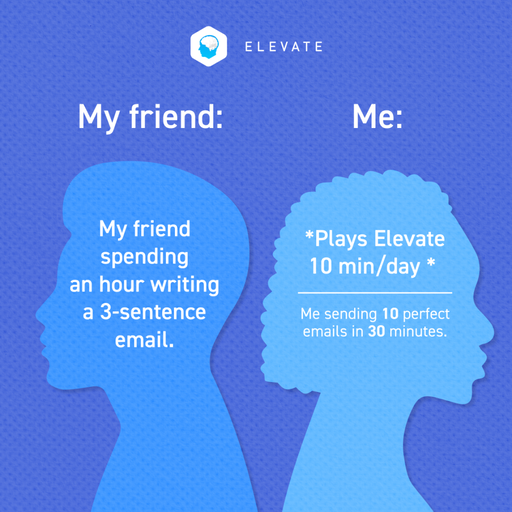 ELEVATE
My friend:
Me:
My friend
spending
an hour writing
a 3-sentence
email.
*Plays Elevate
10 min/day *
Me sending 10 perfect
emails in 30 minutes.